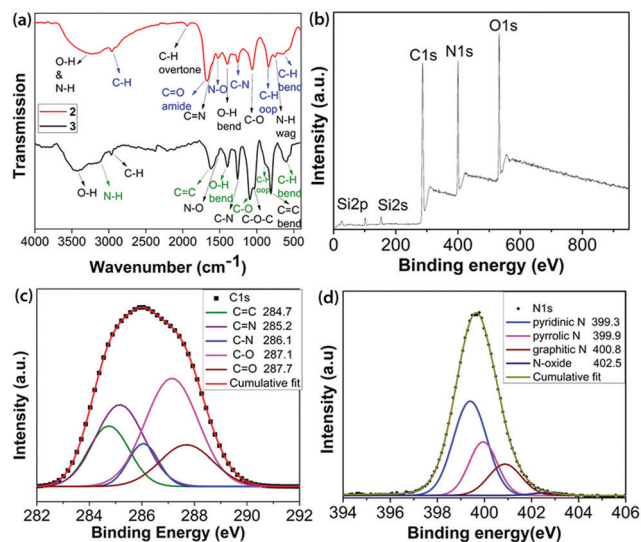 (a)
Transmission
O-H
&
N-H
C-H
C-H
overtone
C=O
amide
C=N
N-O
O-H
bend
C-N
C-O
C-H
oop
N-H
wag
C-H
bend
2
3
O-H
N-H
C-H
C=C
N-O
O-H
bend
C-N
C-O
C-H
oop
C-O-C
C=C
bend
C-H
bend
4000 3500 3000 2500 2000 1500 1000 500
Wavenumber (cm-1)
(b)
Intensity (a.u.)
Si2p
Si2s
C1s
N1s
O1s
0 200 400 600 800
Binding energy (eV)
(c)
Intensity (a.u.)
C1s
C=C 284.7
C=N 285.2
C-N 286.1
C-O 287.1
C=O 287.7
Cumulative fit
282 284 286 288 290 292
Binding Energy (eV)
(d)
Intensity (a.u)
N1s
pyridinic N 399.3
pyrrolic N 399.9
graphitic N 400.8
N-oxide 402.5
Cumulative fit
394 396 398 400 402 404 406
Binding energy(eV)